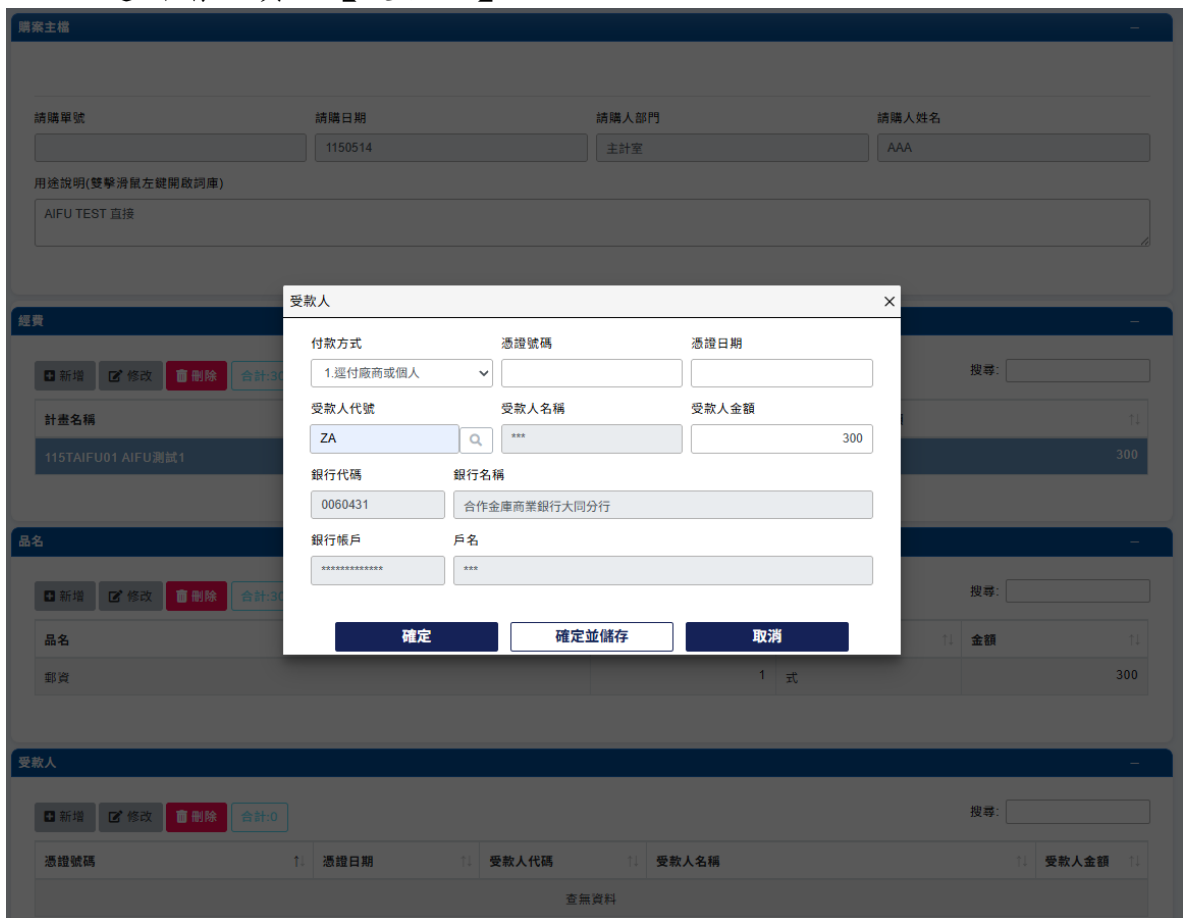 購案主檔
請購單號 請購日期 請購人部門 請購人姓名
1150514 主計室 AAA
用途說明(雙擊滑鼠左鍵開啟詞庫)
AIFU TEST 直接
受款人
經費
付款方式 憑證號碼 憑證日期
1.逕付廠商或個人
新增 修改 刪除 合計:30 搜尋:
受款人代號 受款人名稱 受款人金額
計畫名稱
ZA *** 300
115TAIFU01 AIFU測試1 300
銀行代碼 銀行名稱
0060431 合作金庫商業銀行大同分行
品名
銀行帳戶 戶名
************* ***
新增 修改 刪除 合計:30 搜尋:
確定 確定並儲存 取消
品名 金額
郵資 1 式 300
受款人
新增 修改 刪除 合計:0 搜尋:
憑證號碼 憑證日期 受款人代碼 受款人名稱 受款人金額
查無資料